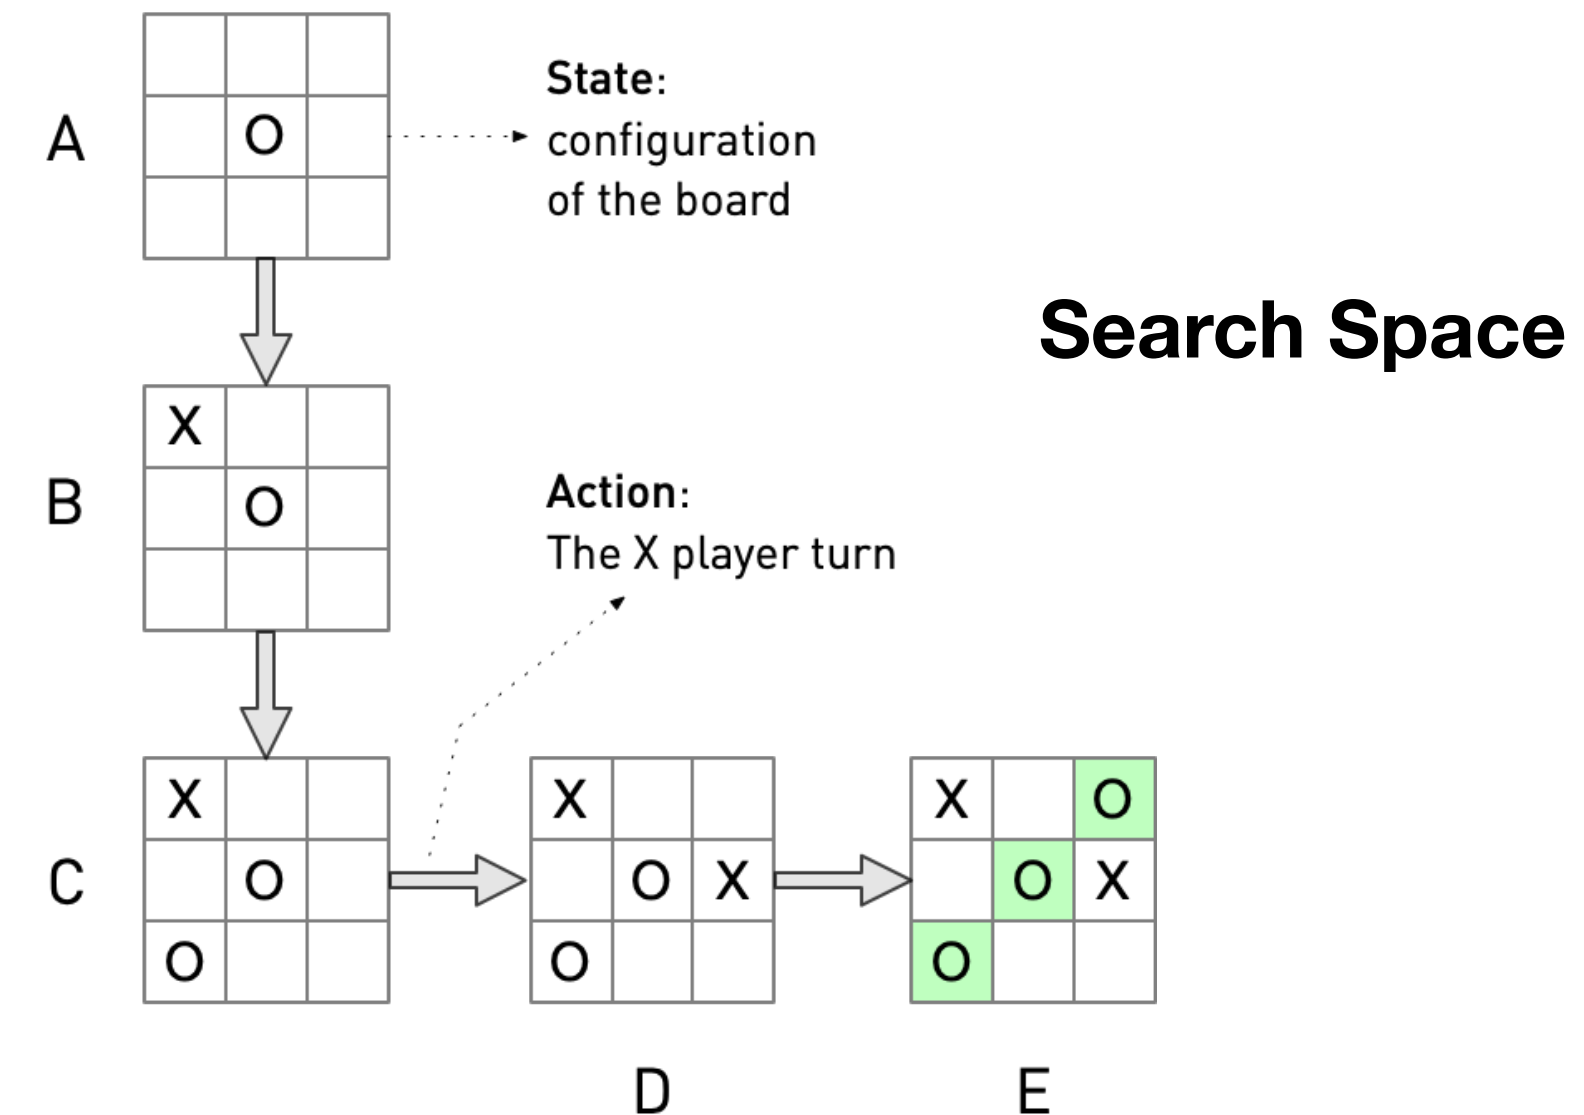 A
O
State:
configuration
of the board
Search Space
B
X
O
Action:
The X player turn
C
X
O
O
X
O X
O
X O
O X
O
D E